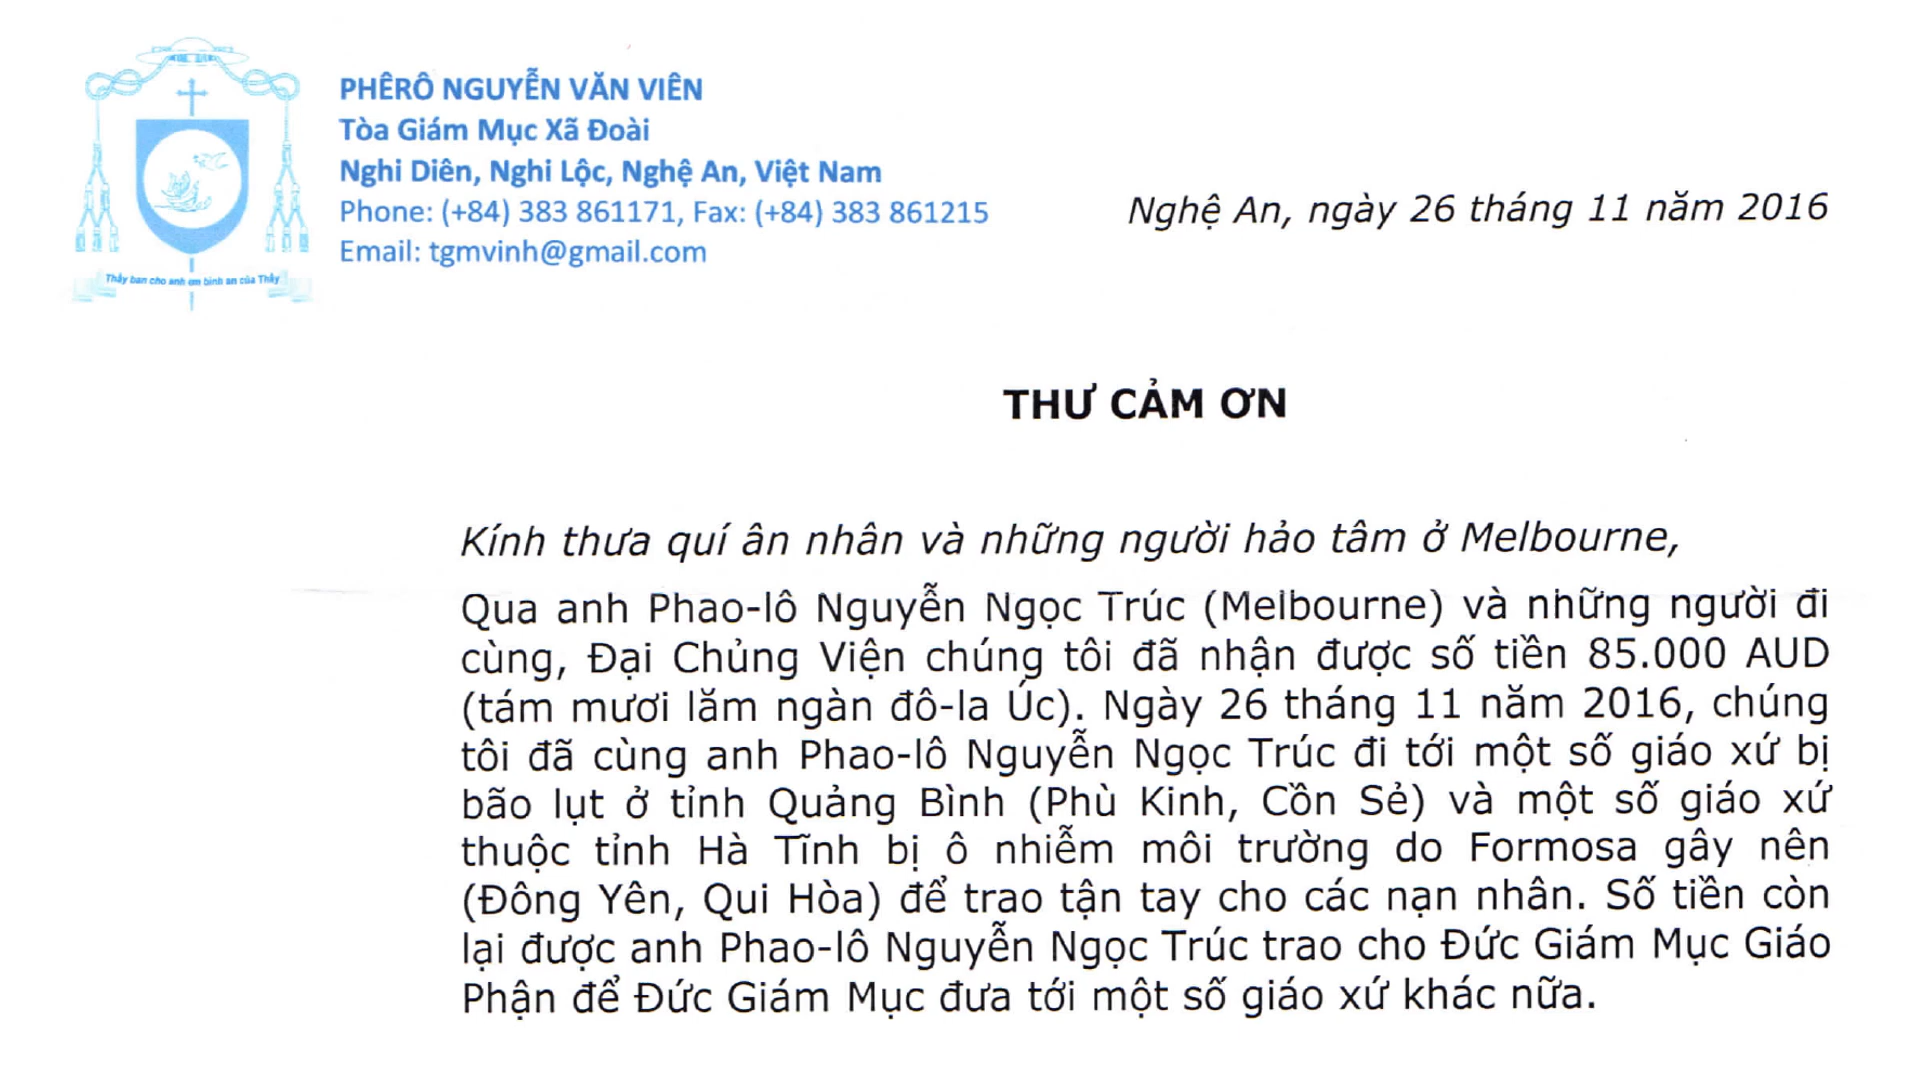 PHÊRÔ NGUYỄN VĂN VIÊN
Tòa Giám Mục Xã Đoài
Nghi Diên, Nghi Lộc, Nghệ An, Việt Nam
Phone: (+84) 383 861171, Fax: (+84) 383 861215
Email: tgmvinh@gmail.com
Thầy ban cho anh em bình an của Thầy
Nghệ An, ngày 26 tháng 11 năm 2016
THƯ CẢM ƠN
Kính thưa quí ân nhân và những người hảo tâm ở Melbourne,
Qua anh Phao-lô Nguyễn Ngọc Trúc (Melbourne) và những người đi
cùng, Đại Chủng Viện chúng tôi đã nhận được số tiền 85.000 AUD
(tám mươi lăm ngàn đô-la Úc). Ngày 26 tháng 11 năm 2016, chúng
tôi đã cùng anh Phao-lô Nguyễn Ngọc Trúc đi tới một số giáo xứ bị
bão lụt ở tỉnh Quảng Bình (Phù Kinh, Cồn Sẻ) và một số giáo xứ
thuộc tỉnh Hà Tĩnh bị ô nhiễm môi trường do Formosa gây nên
(Đông Yên, Qui Hòa) để trao tận tay cho các nạn nhân. Số tiền còn
lại được anh Phao-lô Nguyễn Ngọc Trúc trao cho Đức Giám Mục Giáo
Phận để Đức Giám Mục đưa tới một số giáo xứ khác nữa.